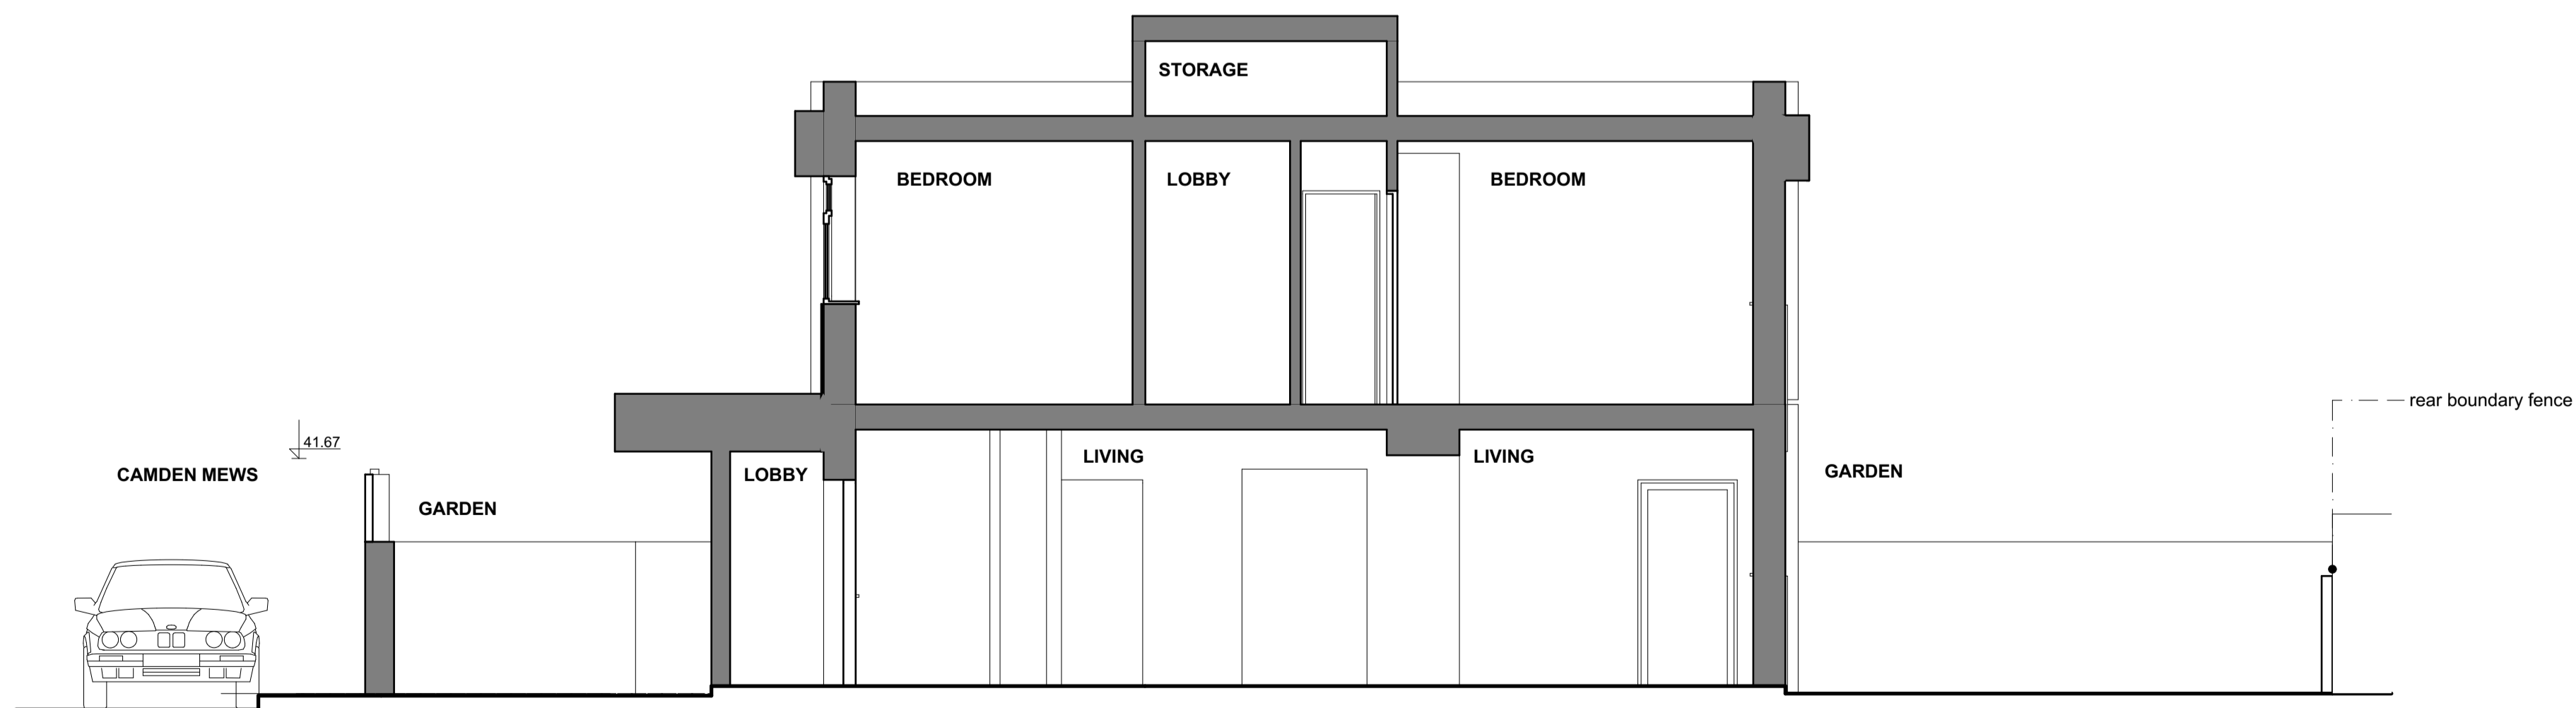 STORAGE
BEDROOM
LOBBY
BEDROOM
rear boundary fence
41.67
CAMDEN MEWS
LOBBY
LIVING
LIVING
GARDEN
GARDEN